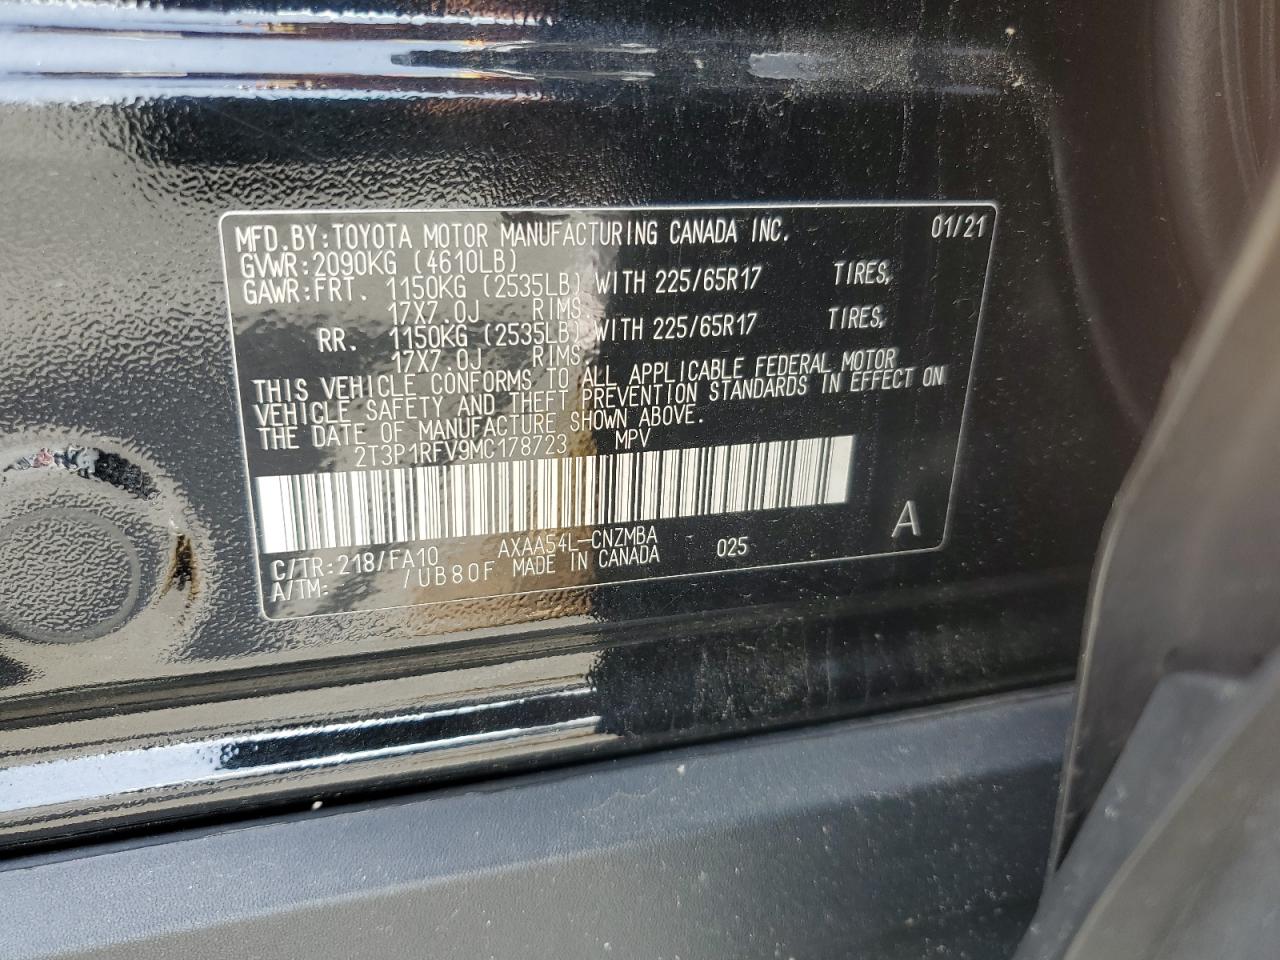 MFD.BY:TOYOTA MOTOR MANUFACTURING CANADA INC. 01/21
GVWR:2090KG (4610LB)
GAWR:FRT. 1150KG (2535LB) WITH 225/65R17 TIRES,
17X7.0J RIMS,
RR. 1150KG (2535LB) WITH 225/65R17 TIRES,
17X7.0J RIMS.
THIS VEHICLE CONFORMS TO ALL APPLICABLE FEDERAL MOTOR
VEHICLE SAFETY AND THEFT PREVENTION STANDARDS IN EFFECT ON
THE DATE OF MANUFACTURE SHOWN ABOVE.
2T3P1RFV9MC178723 MPV
A
C/TR:218/FA10 AXAA54L-CNZMBA 025
A/TM: /UB80F MADE IN CANADA